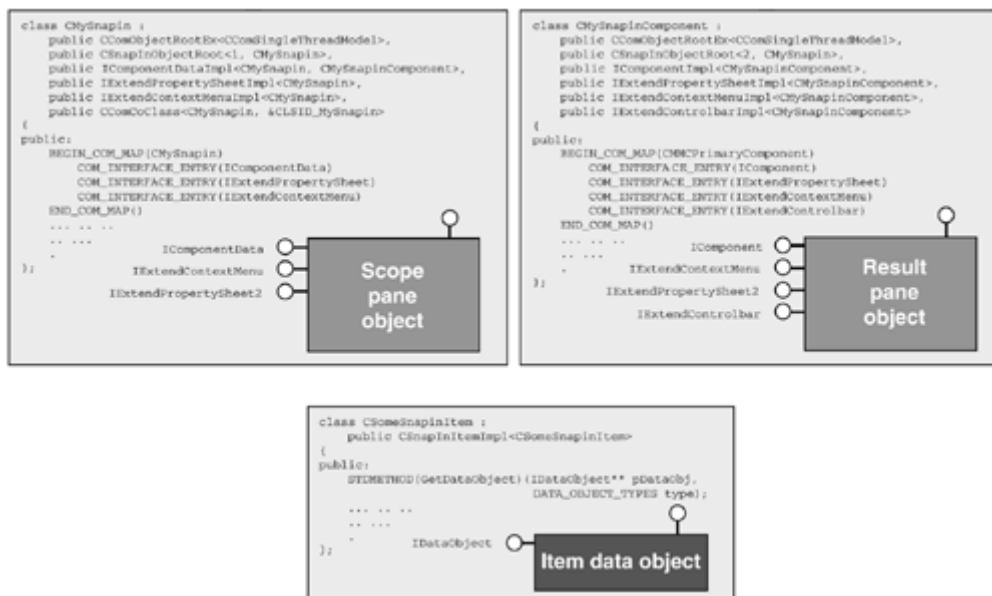 class CMySnapin :
public CComObjectRootEx<CComSingleThreadModel>,
public CSnapInObjectRoot<1, CMySnapin>,
public IComponentDataImpl<CMySnapin, CMySnapinComponent>,
public IExtendPropertySheetImpl<CMySnapin>,
public IExtendContextMenuImpl<CMySnapin>,
public CComCoClass<CMySnapin, &CLSID_MySnapin>
{
public:
BEGIN_COM_MAP(CMySnapin)
COM_INTERFACE_ENTRY(IComponentData)
COM_INTERFACE_ENTRY(IExtendPropertySheet)
COM_INTERFACE_ENTRY(IExtendContextMenu)
END_COM_MAP()
... .. ..
.. ...
.
};
IComponentData
IExtendContextMenu
IExtendPropertySheet2
Scope
pane
object
class CMySnapinComponent :
public CComObjectRootEx<CComSingleThreadModel>,
public CSnapInObjectRoot<2, CMySnapin>,
public IComponentImpl<CMySnapinComponent>,
public IExtendPropertySheetImpl<CMySnapinComponent>,
public IExtendContextMenuImpl<CMySnapinComponent>,
public IExtendControlbarImpl<CMySnapinComponent>
{
public:
BEGIN_COM_MAP(CMMCPrimaryComponent)
COM_INTERFACE_ENTRY(IComponent)
COM_INTERFACE_ENTRY(IExtendPropertySheet)
COM_INTERFACE_ENTRY(IExtendContextMenu)
COM_INTERFACE_ENTRY(IExtendControlbar)
END_COM_MAP()
... .. ..
.. ...
.
};
IComponent
IExtendContextMenu
IExtendPropertySheet2
IExtendControlbar
Result
pane
object
class CSomeSnapinItem :
public CSnapInItemImpl<CSomeSnapinItem>
{
public:
STDMETHOD(GetDataObject)(IDataObject** pDataObj,
DATA_OBJECT_TYPES type);
... .. ..
.. ...
.
};
IDataObject
Item data object